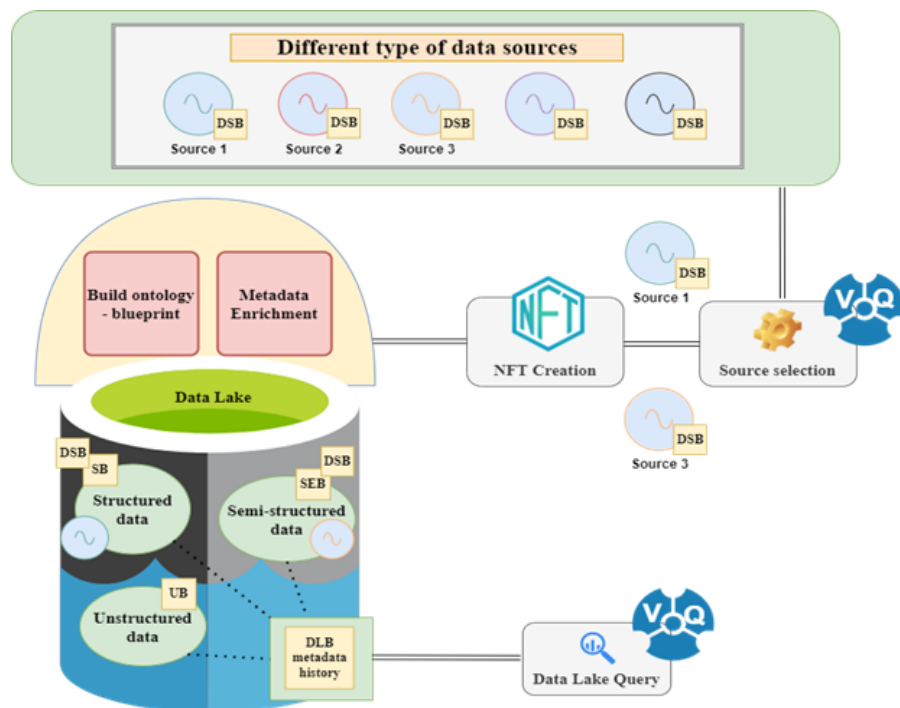 Different type of data sources
DSB
DSB
DSB
DSB
DSB
Source 1
Source 2
Source 3
DSB
Source 1
Build ontology
- blueprint
Metadata
Enrichment
NFT
NFT Creation
VQ
Source selection
DSB
Source 3
Data Lake
DSB
SB
Structured
data
DSB
SEB
Semi-structured
data
UB
Unstructured
data
DLB
metadata
history
VQ
Data Lake Query